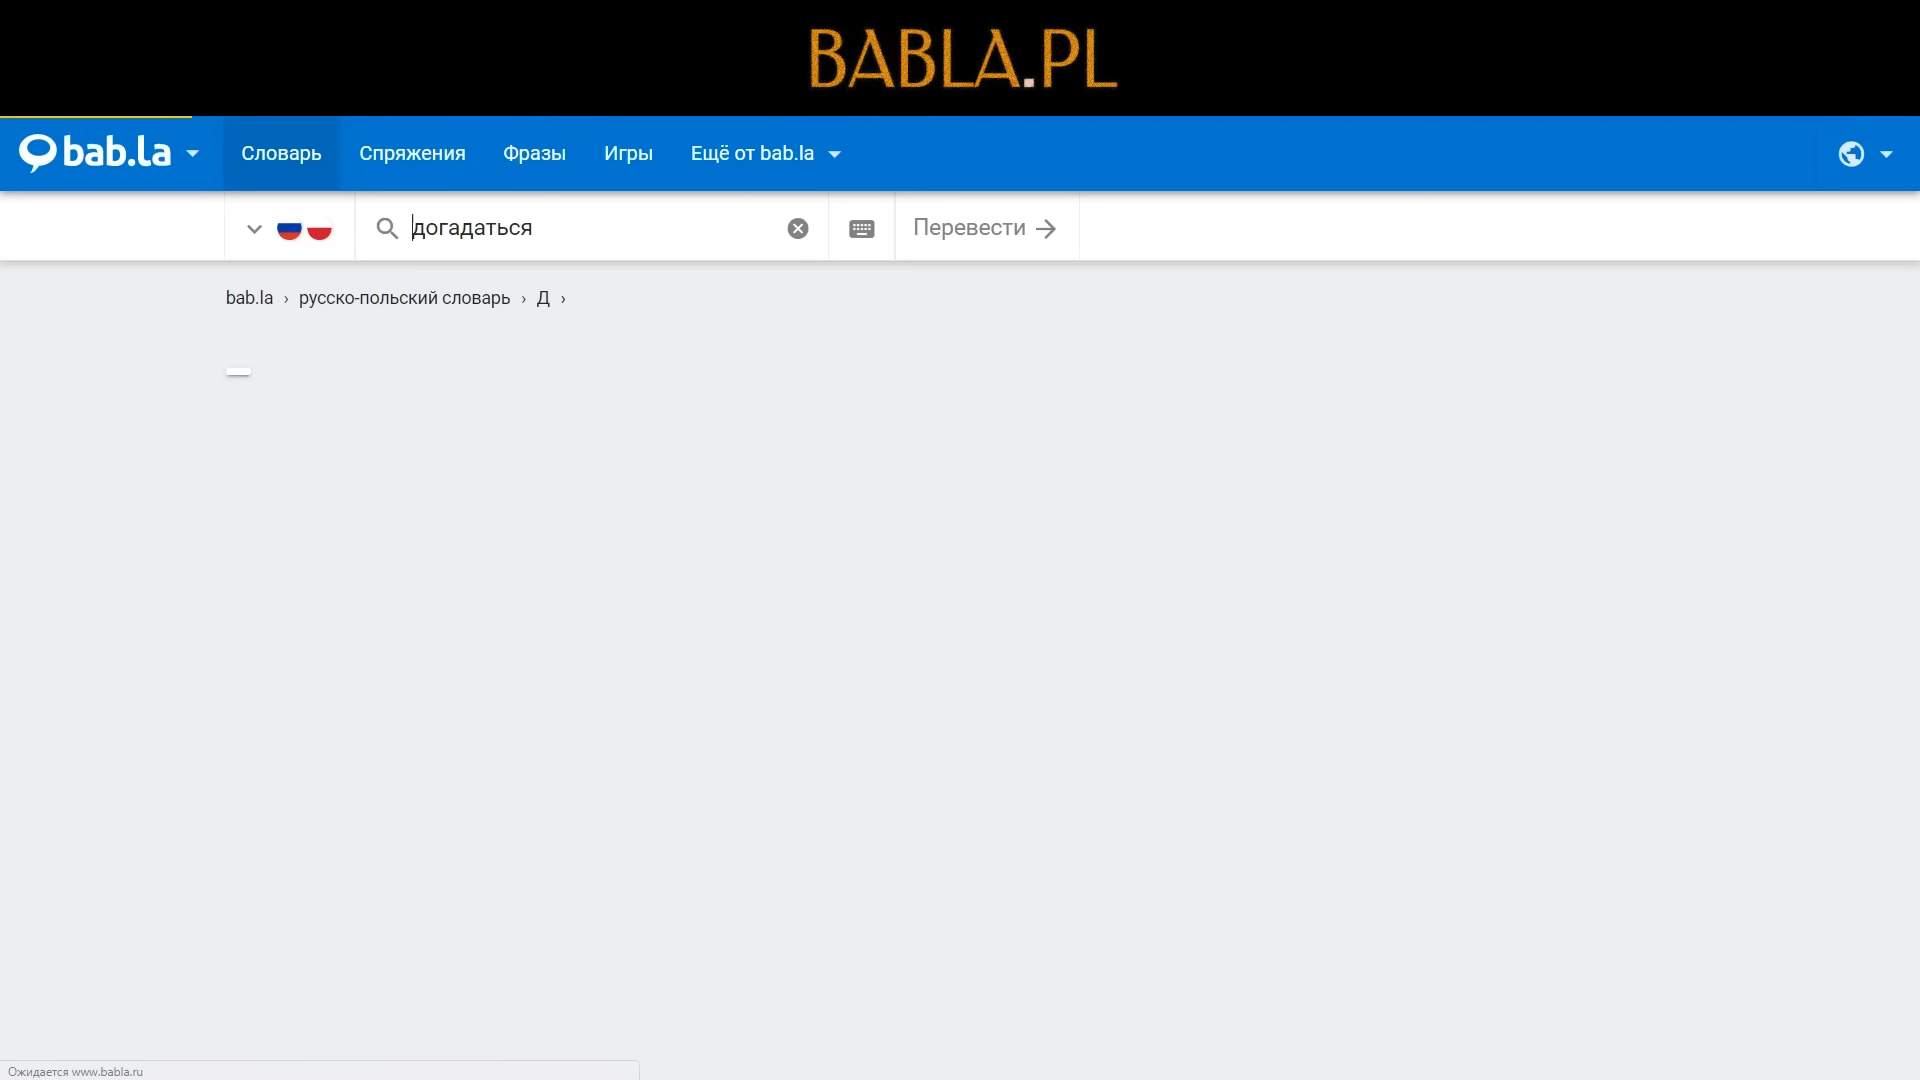 BABLA.PL
bab.la Словарь Спряжения Фразы Игры Ещё от bab.la
догадаться Перевести
bab.la › русско-польский словарь › Д ›
Ожидается www.babla.ru